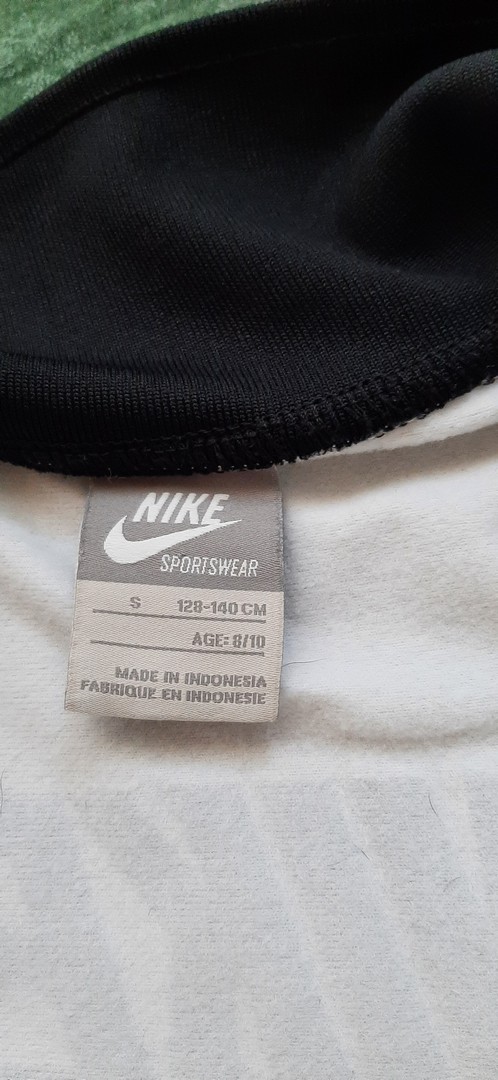 NIKE
SPORTSWEAR
S 128-140 CM
AGE: 8/10
MADE IN INDONESIA
FABRIQUE EN INDONESIE